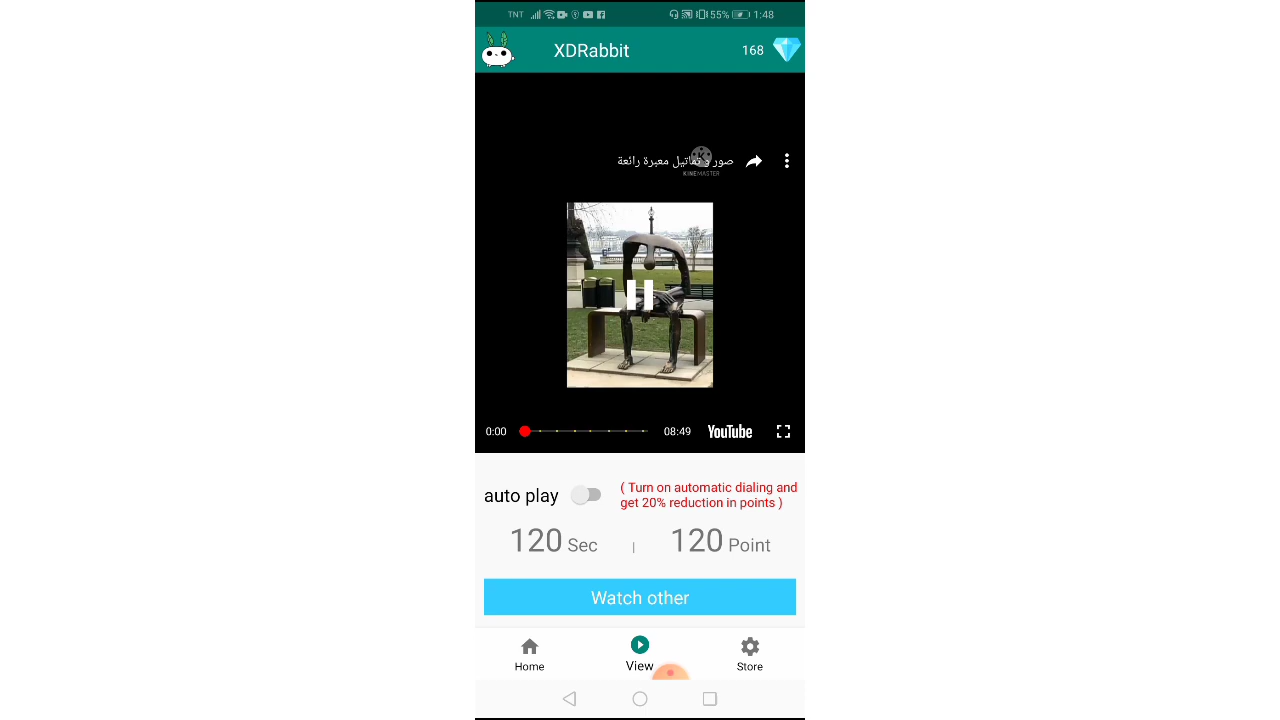 TNT 55% 1:48
XDRabbit 168
صور و تماثيل معبرة رائعة
KINEMASTER
0:00 08:49 YouTube
auto play
( Turn on automatic dialing and
get 20% reduction in points )
120 Sec | 120 Point
Watch other
Home View Store